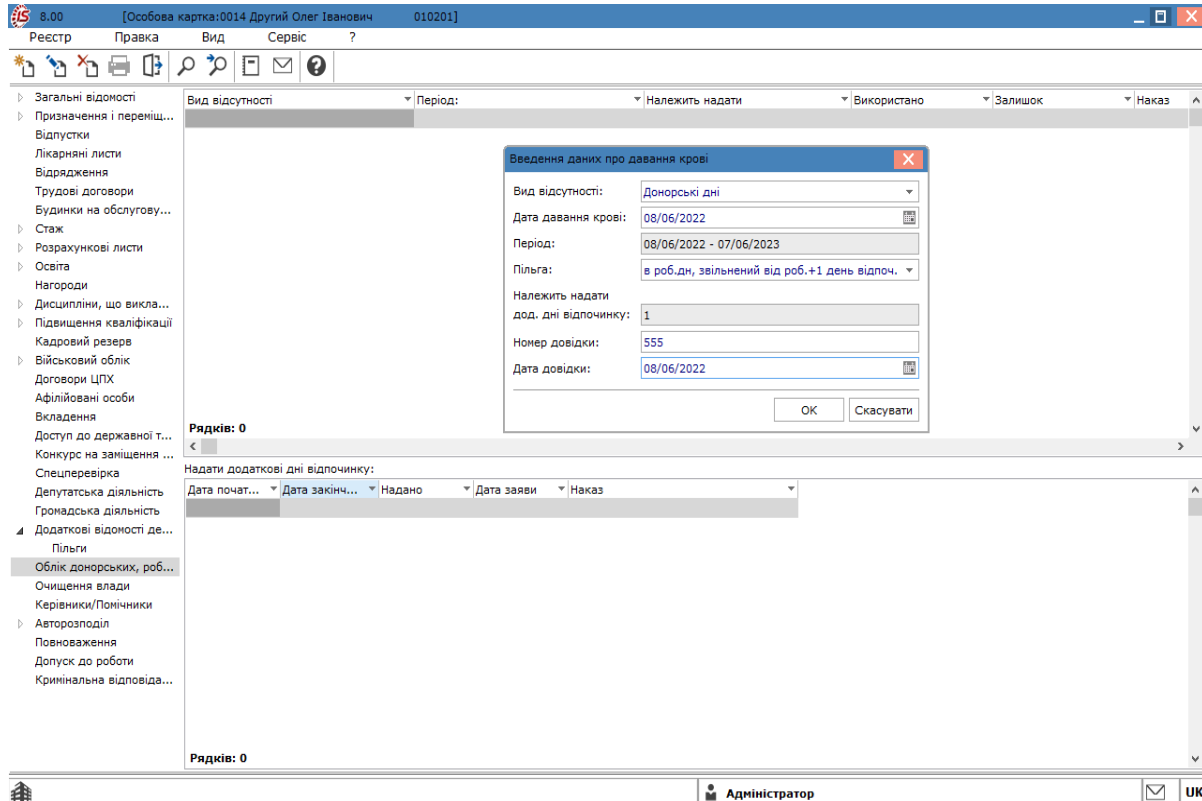 8.00 [Особова картка:0014 Другий Олег Іванович 010201]
Реєстр Правка Вид Сервіс ?
Загальні відомості
Призначення і переміщ...
Відпустки
Лікарняні листи
Відрядження
Трудові договори
Будинки на обслугову...
Стаж
Розрахункові листи
Освіта
Нагороди
Дисципліни, що викла...
Підвищення кваліфікації
Кадровий резерв
Військовий облік
Договори ЦПХ
Афілійовані особи
Вкладення
Доступ до державної т...
Конкурс на заміщення ...
Спецперевірка
Депутатська діяльність
Громадська діяльність
Додаткові відомості де...
Пільги
Облік донорських, роб...
Очищення влади
Керівники/Помічники
Авторозподіл
Повноваження
Допуск до роботи
Кримінальна відповіда...
Вид відсутності Період: Належить надати Використано Залишок Наказ
Введення даних про давання крові
Вид відсутності: Донорські дні
Дата давання крові: 08/06/2022
Період: 08/06/2022 - 07/06/2023
Пільга: в роб.дн, звільнений від роб.+1 день відпоч.
Належить надати
дод. дні відпочинку: 1
Номер довідки: 555
Дата довідки: 08/06/2022
OK Скасувати
Рядків: 0
Надати додаткові дні відпочинку:
Дата почат... Дата закінч... Надано Дата заяви Наказ
Рядків: 0
Адміністратор UK